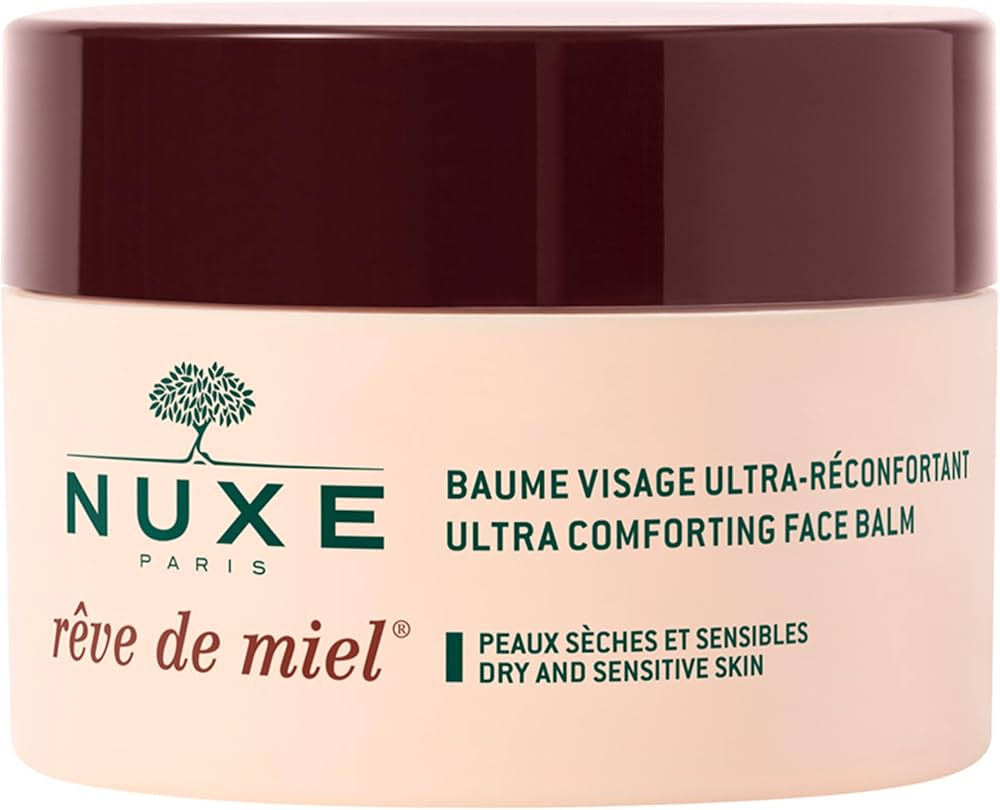 NUXE
PARIS
rêve de miel®
BAUME VISAGE ULTRA-RÉCONFORTANT
ULTRA COMFORTING FACE BALM
PEAUX SÈCHES ET SENSIBLES
DRY AND SENSITIVE SKIN